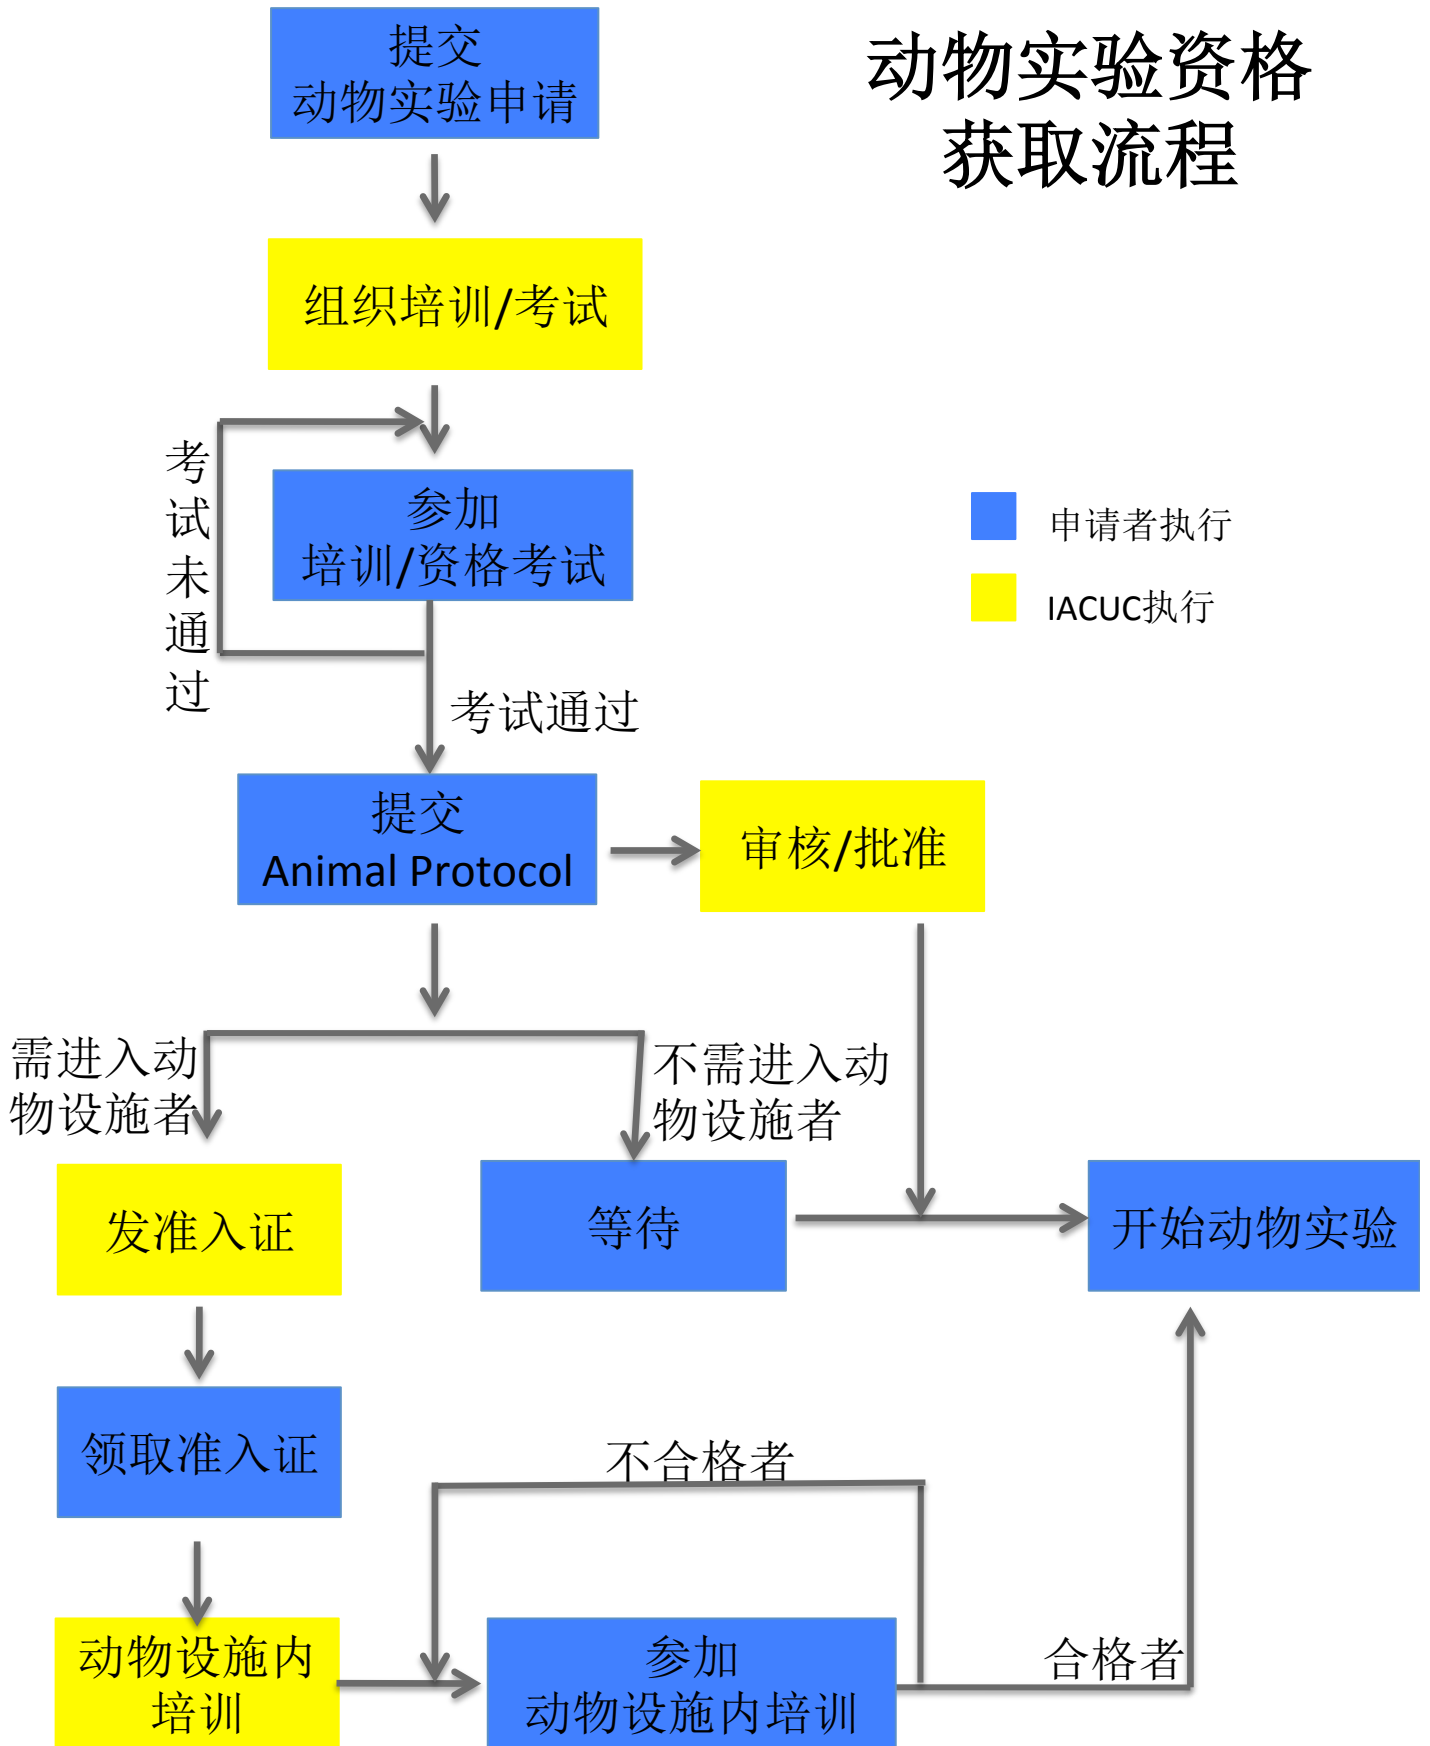 动物实验资格
获取流程
提交
动物实验申请
组织培训/考试
考
试
未
通
过
参加
培训/资格考试
申请者执行
IACUC执行
考试通过
提交
Animal Protocol
审核/批准
需进入动
物设施者
不需进入动
物设施者
发准入证
等待
开始动物实验
领取准入证
不合格者
动物设施内
培训
参加
动物设施内培训
合格者